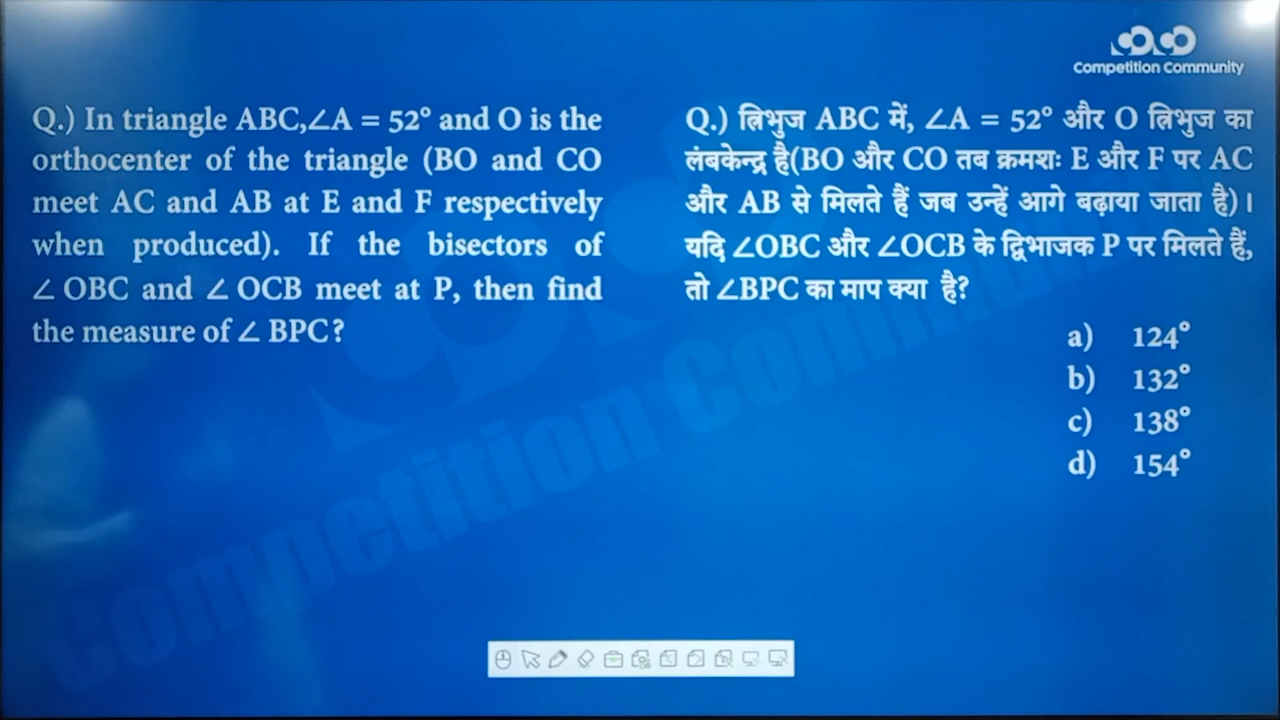 Competition Community
Q.) In triangle ABC,∠A = 52° and O is the
orthocenter of the triangle (BO and CO
meet AC and AB at E and F respectively
when produced). If the bisectors of
∠ OBC and ∠ OCB meet at P, then find
the measure of ∠ BPC?
Q.) त्रिभुज ABC में, ∠A = 52° और O त्रिभुज का
लंबकेन्द्र है(BO और CO तब क्रमशः E और F पर AC
और AB से मिलते हैं जब उन्हें आगे बढ़ाया जाता है)।
यदि ∠OBC और ∠OCB के द्विभाजक P पर मिलते हैं,
तो ∠BPC का माप क्या है?
a) 124°
b) 132°
c) 138°
d) 154°
Competition Community